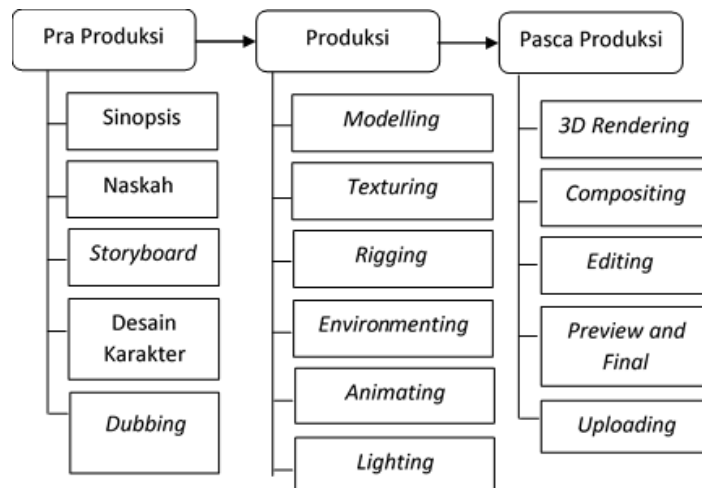 Pra Produksi
Sinopsis
Naskah
Storyboard
Desain
Karakter
Dubbing
Produksi
Modelling
Texturing
Rigging
Environmenting
Animating
Lighting
Pasca Produksi
3D Rendering
Compositing
Editing
Preview and
Final
Uploading